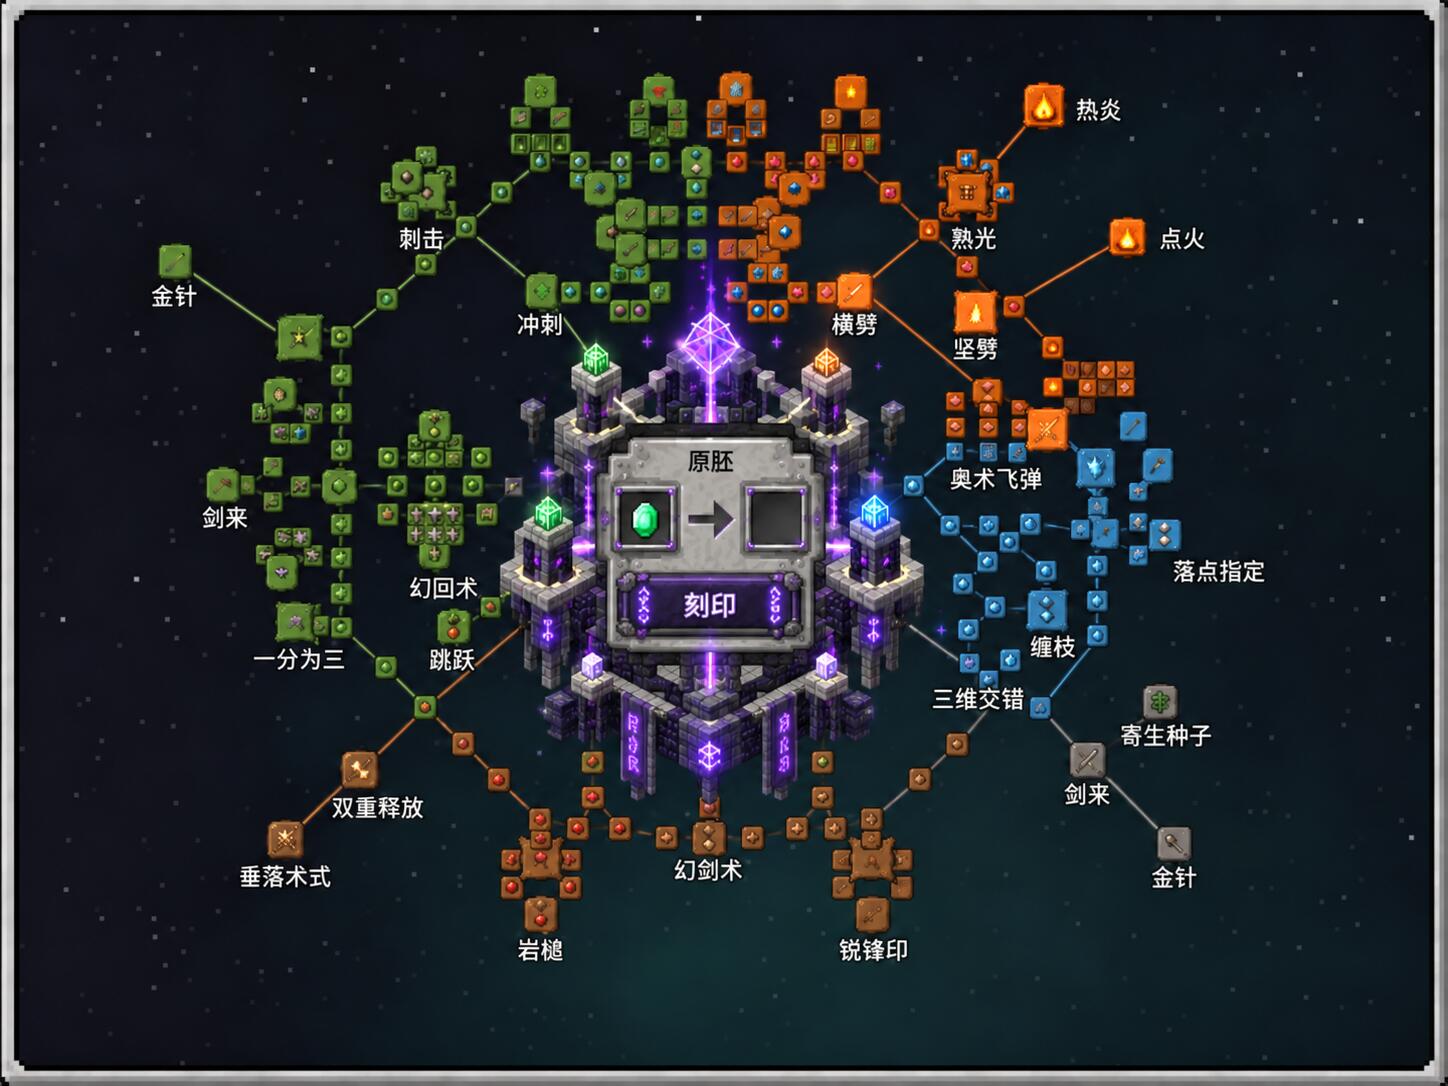 热炎
刺击
熟光
点火
金针
冲刺
横劈
坚劈
原胚
奥术飞弹
剑来
落点指定
幻回术
刻印
缠枝
一分为三
跳跃
三维交错
寄生种子
双重释放
剑来
垂落术式
幻剑术
金针
岩槌
锐锋印